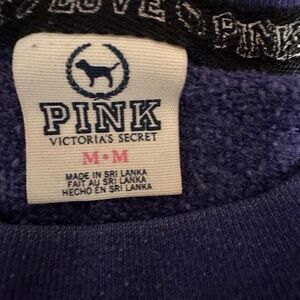 LOVE PINK
PINK
VICTORIA'S SECRET
M•M
MADE IN SRI LANKA
FAIT AU SRI LANKA
HECHO EN SRI LANKA